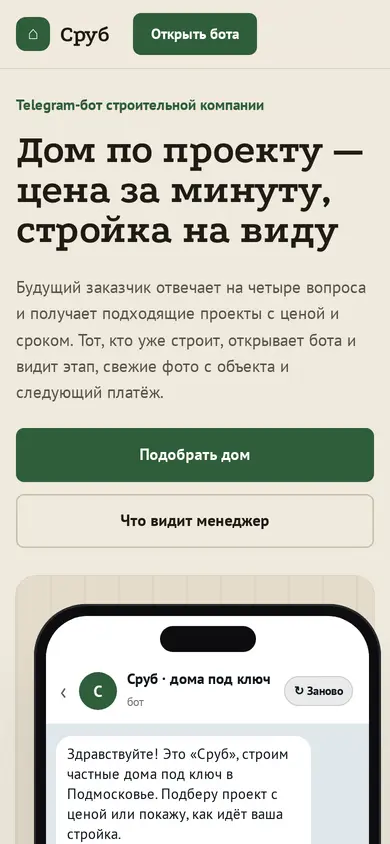 Сруб
Открыть бота
Telegram-бот строительной компании
Дом по проекту —
цена за минуту,
стройка на виду
Будущий заказчик отвечает на четыре вопроса
и получает подходящие проекты с ценой и
сроком. Тот, кто уже строит, открывает бота и
видит этап, свежие фото с объекта и
следующий платёж.
Подобрать дом
Что видит менеджер
С
Сруб · дома под ключ
бот
↻ Заново
Здравствуйте! Это «Сруб», строим
частные дома под ключ в
Подмосковье. Подберу проект с
ценой или покажу, как идёт ваша
стройка.